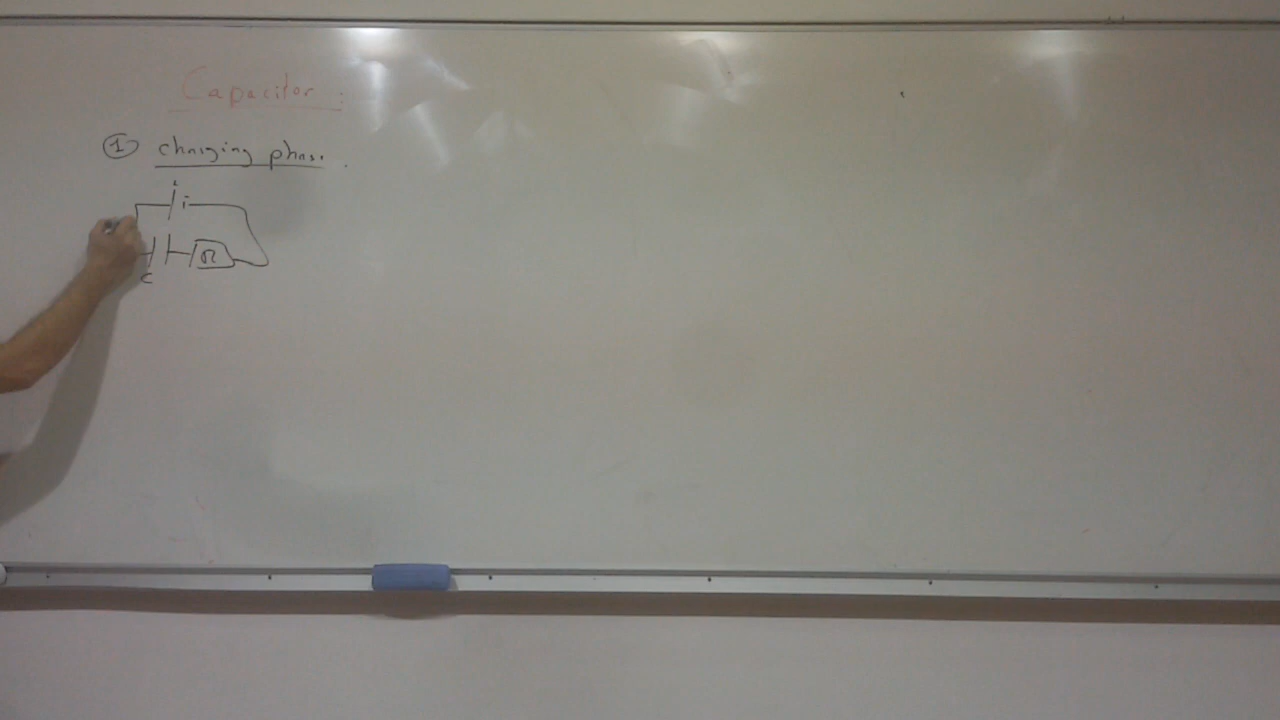 Capacitor :
① charging phase.
C